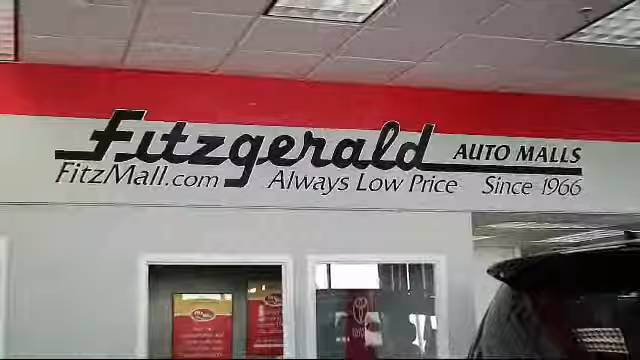 Fitzgerald AUTO MALLS
FitzMall.com Always Low Price Since 1966